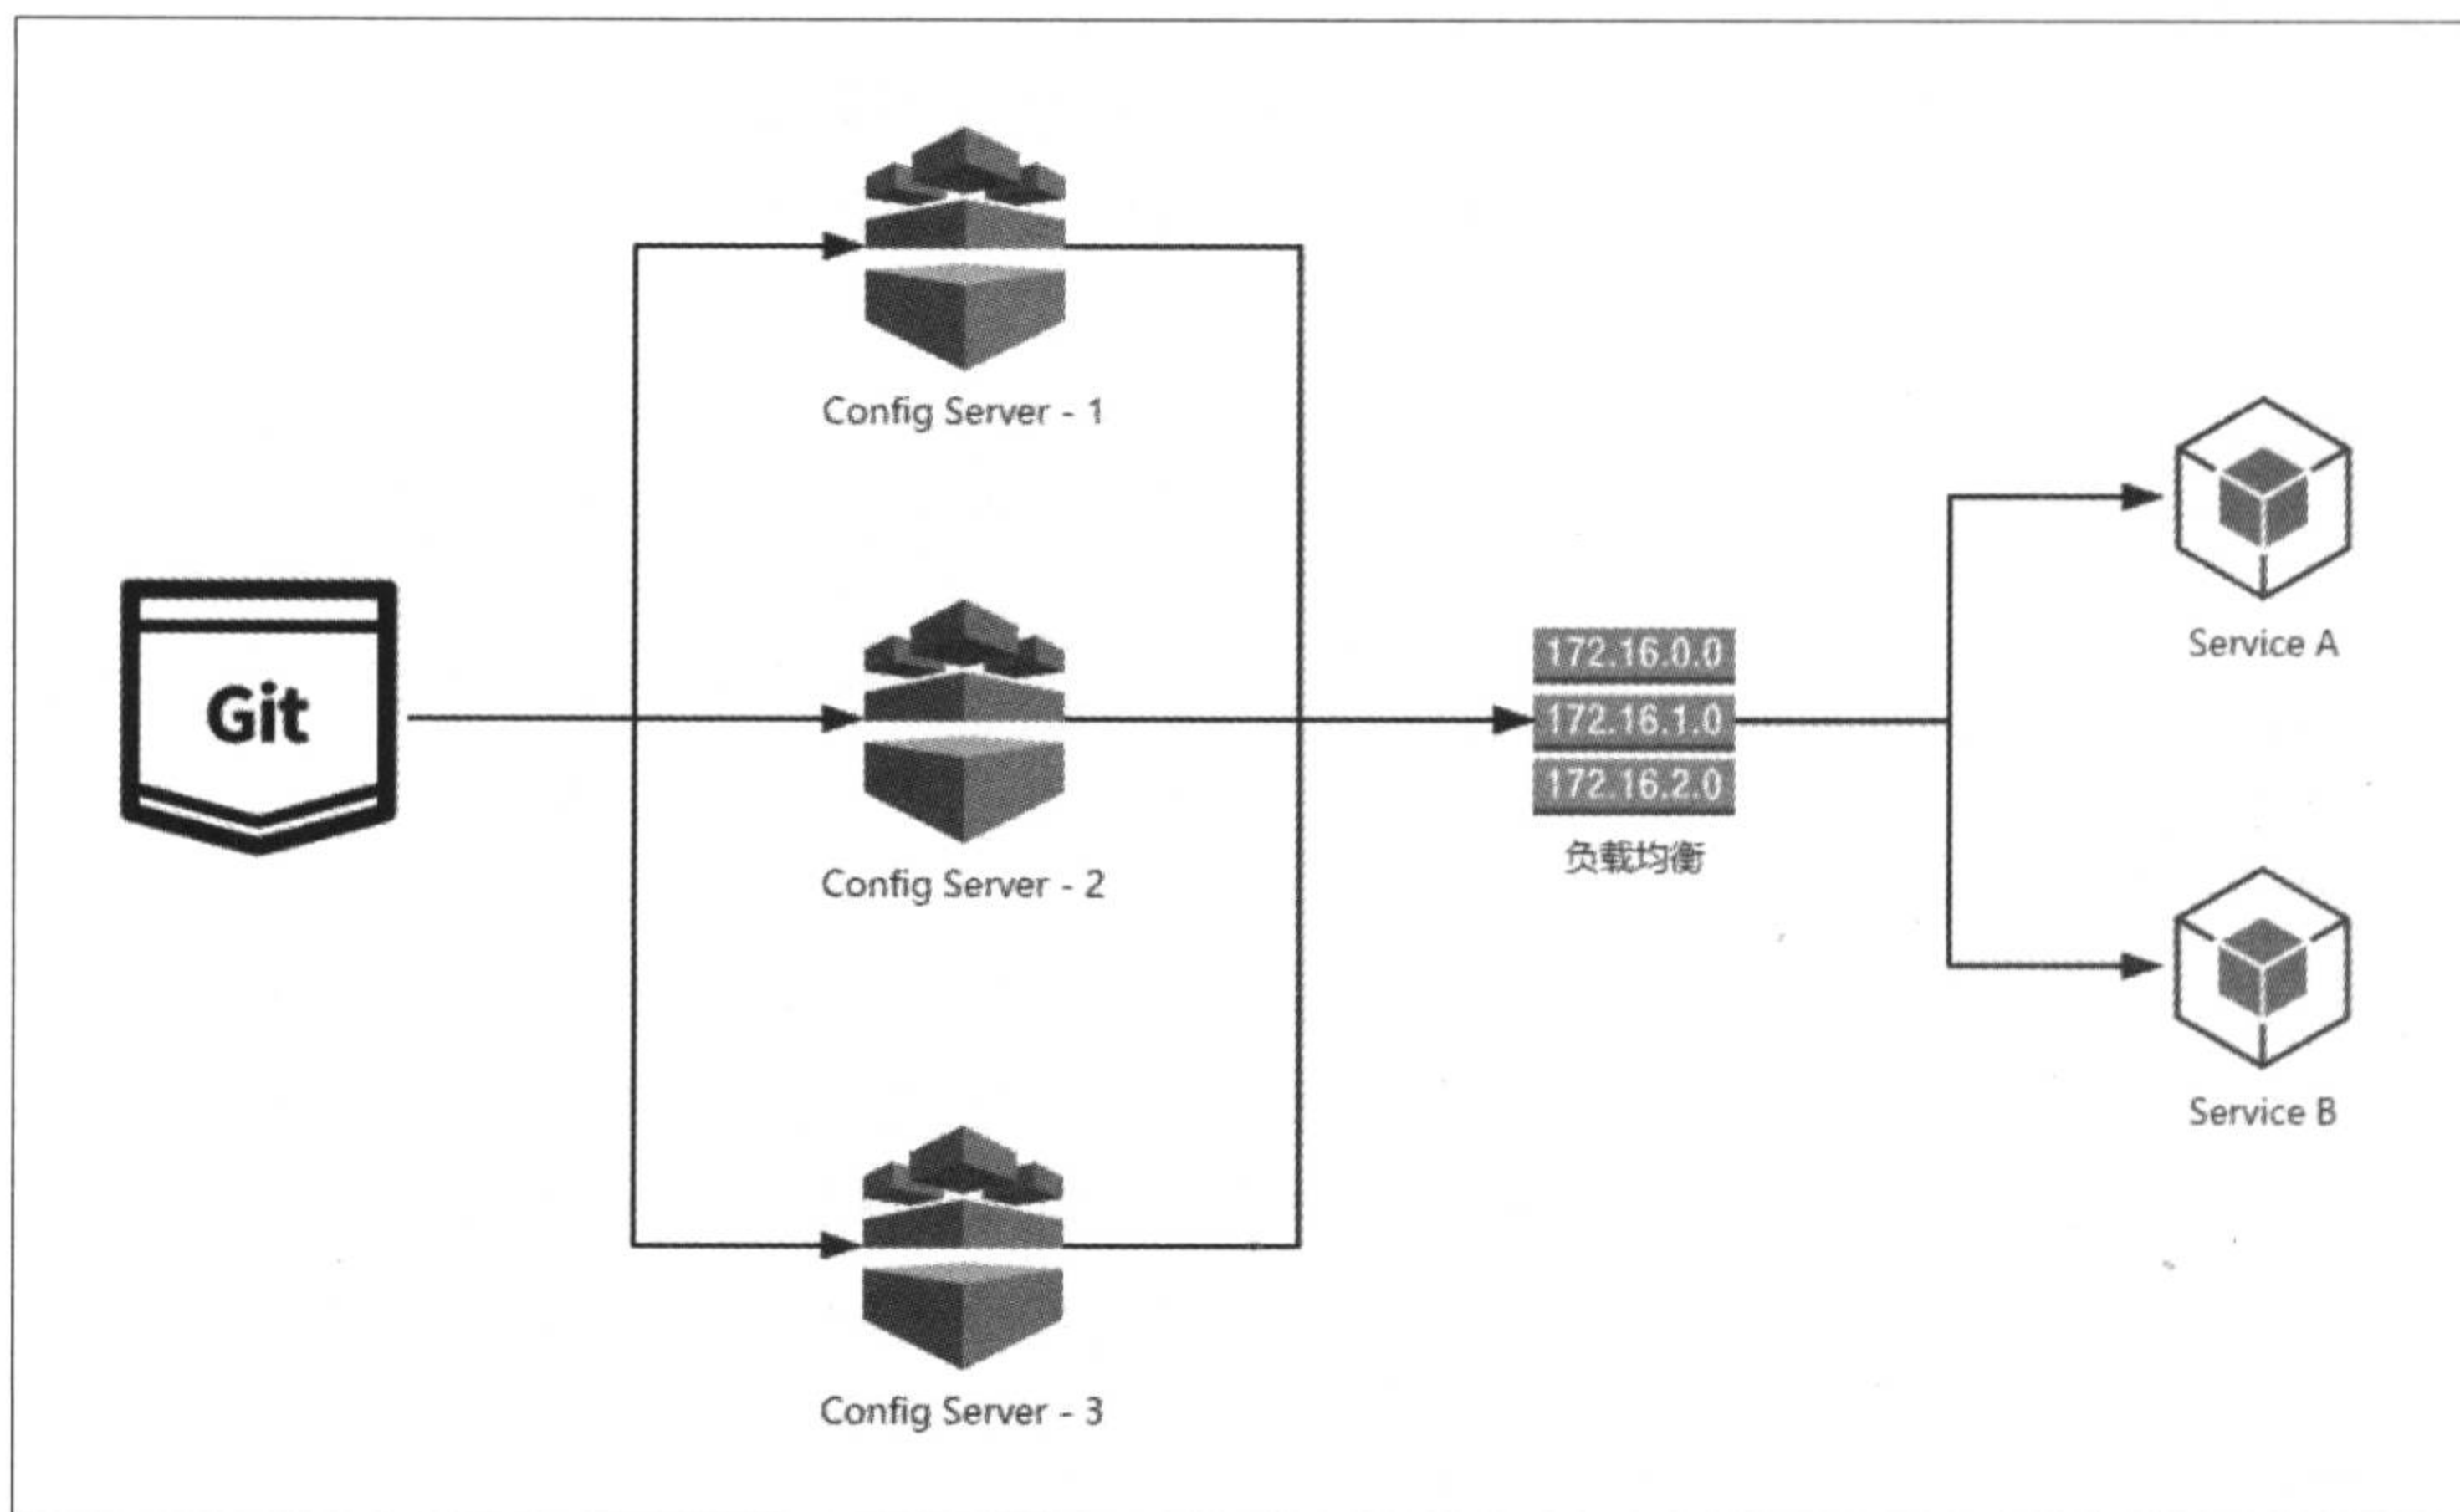 Config Server - 1
Git
Config Server - 2
Config Server - 3
172.16.0.0
172.16.1.0
172.16.2.0
负载均衡
Service A
Service B